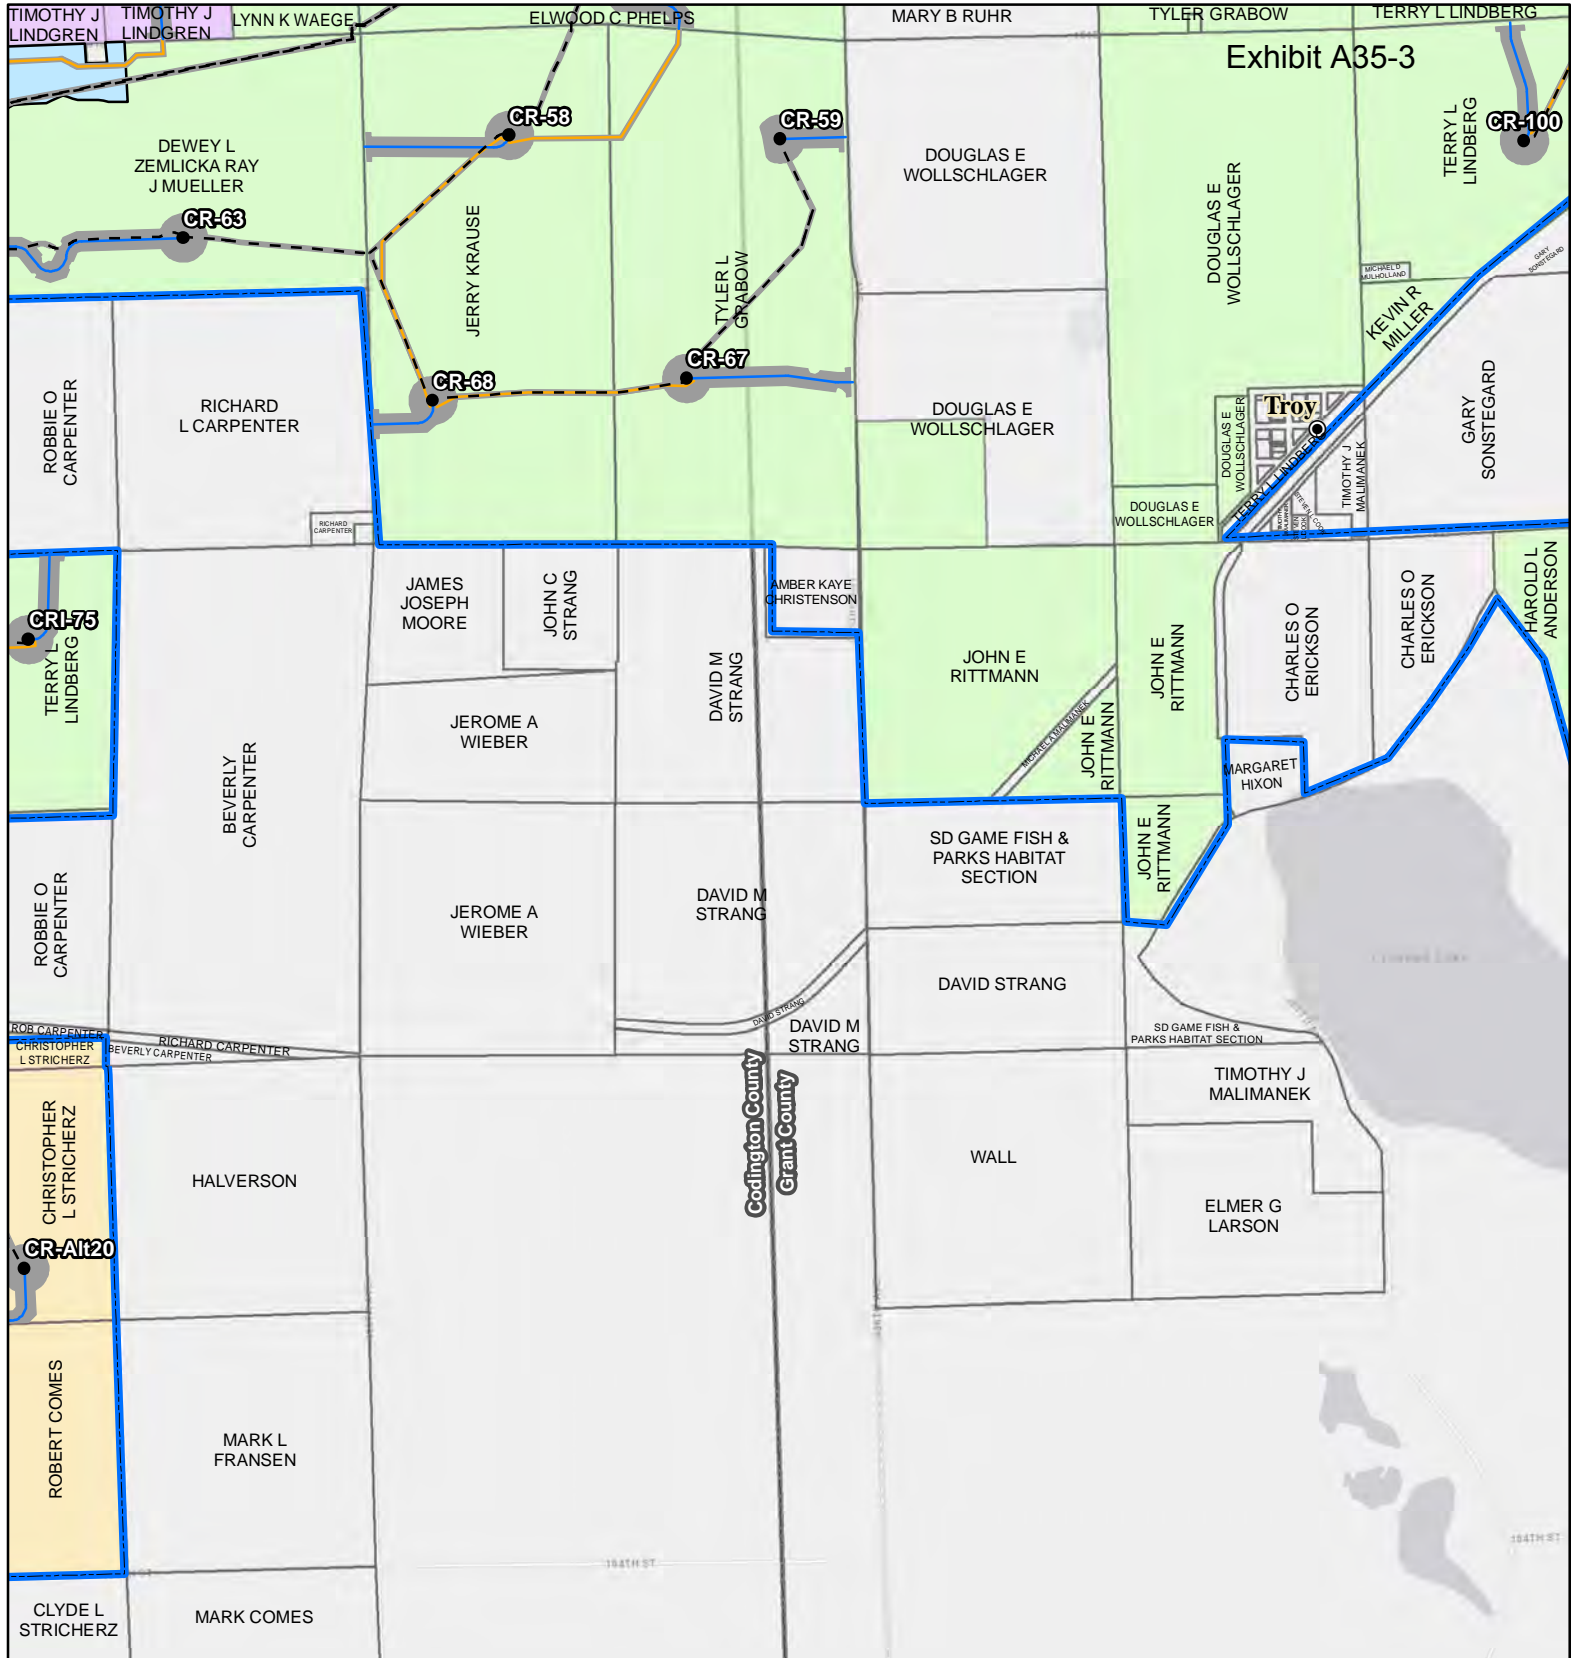 TIMOTHY J
LINDGREN
TIMOTHY J
LINDGREN
LYNN K WAEGE
ELWOOD C PHELPS
MARY B RUHR
TYLER GRABOW
TERRY L LINDBERG
Exhibit A35-3
CR-58
CR-59
CR-100
TERRY L
LINDBERG
DEWEY L
ZEMLICKA RAY
J MUELLER
DOUGLAS E
WOLLSCHLAGER
DOUGLAS E
WOLLSCHLAGER
CR-63
JERRY KRAUSE
TYLER L
GRABOW
GARY
SONSTEGARD
MICHAEL D
MULHOLLAND
KEVIN R
MILLER
CR-67
CR-68
ROBBIE O
CARPENTER
RICHARD
L CARPENTER
DOUGLAS E
WOLLSCHLAGER
DOUGLAS E
WOLLSCHLAGER
Troy
TERRY L LINDBERG
TIMOTHY J
MALIMANEK
GARY
SONSTEGARD
RICHARD
CARPENTER
DOUGLAS E
WOLLSCHLAGER
STEVEN L COOK
CRI-75
TERRY L
LINDBERG
JAMES
JOSEPH
MOORE
JOHN C
STRANG
AMBER KAYE
CHRISTENSON
CHARLES O
ERICKSON
CHARLES O
ERICKSON
HAROLD L
ANDERSON
DAVID M
STRANG
JOHN E
RITTMANN
JOHN E
RITTMANN
JEROME A
WIEBER
MICHAEL A MALIMANEK
JOHN E
RITTMANN
MARGARET
HIXON
BEVERLY
CARPENTER
SD GAME FISH &
PARKS HABITAT
SECTION
JOHN E
RITTMANN
ROBBIE O
CARPENTER
JEROME A
WIEBER
DAVID M
STRANG
DAVID STRANG
DAVID STRANG
DAVID M
STRANG
SD GAME FISH &
PARKS HABITAT SECTION
ROB CARPENTER
CHRISTOPHER
L STRICHERZ
RICHARD CARPENTER
BEVERLY CARPENTER
Codington County
Grant County
TIMOTHY J
MALIMANEK
CHRISTOPHER
L STRICHERZ
HALVERSON
WALL
ELMER G
LARSON
CR-Alt20
ROBERT COMES
MARK L
FRANSEN
184TH ST
184TH ST
CLYDE L
STRICHERZ
MARK COMES